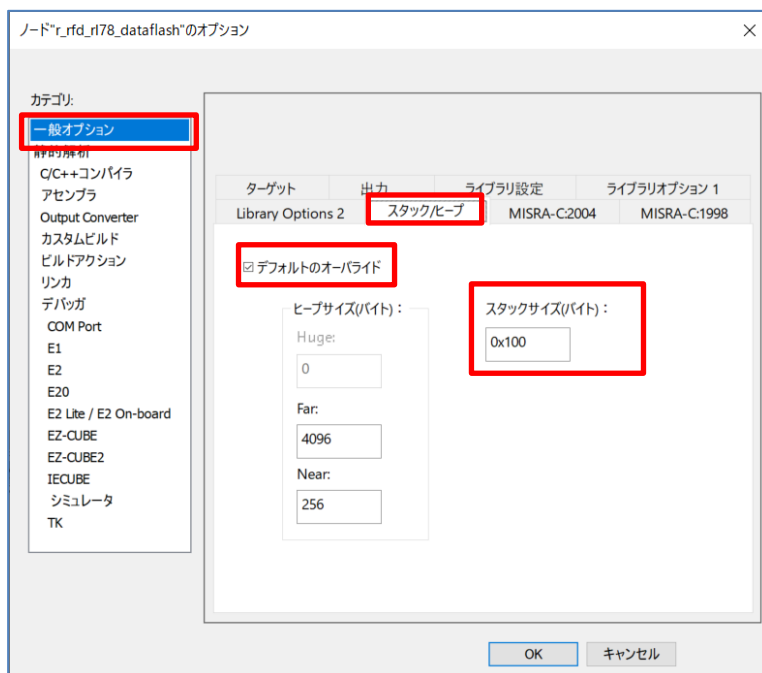 ノード"r_rfd_rl78_dataflash"のオプション
カテゴリ:
一般オプション
静的解析
C/C++コンパイラ
アセンブラ
Output Converter
カスタムビルド
ビルドアクション
リンカ
デバッガ
COM Port
E1
E2
E20
E2 Lite / E2 On-board
EZ-CUBE
EZ-CUBE2
IECUBE
シミュレータ
TK
ターゲット 出力 ライブラリ設定 ライブラリオプション 1
Library Options 2 スタック/ヒープ MISRA-C:2004 MISRA-C:1998
デフォルトのオーバライド
ヒープサイズ(バイト)：
Huge:
0
Far:
4096
Near:
256
スタックサイズ(バイト)：
0x100
OK キャンセル